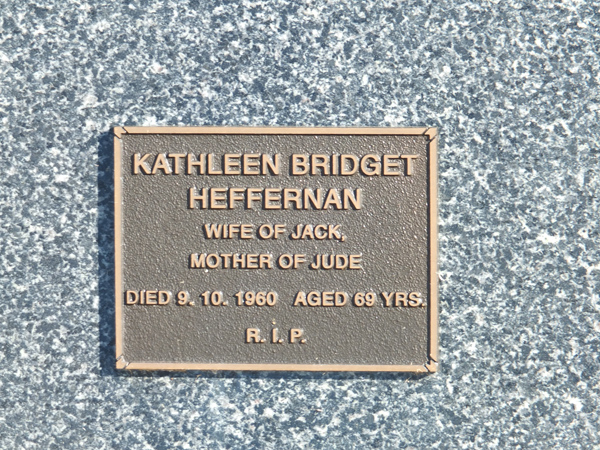 KATHLEEN BRIDGET
HEFFERNAN
WIFE OF JACK,
MOTHER OF JUDE
DIED 9. 10. 1960 AGED 69 YRS.
R. I. P.